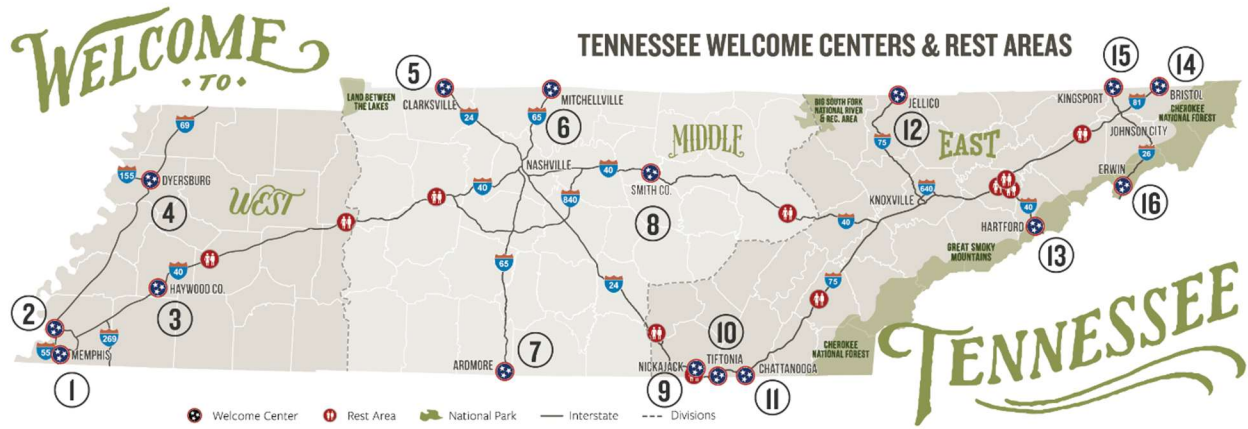 WELCOME
TO
TENNESSEE WELCOME CENTERS & REST AREAS
15
14
5
LAND BETWEEN
THE LAKES
CLARKSVILLE
24
MITCHELLVILLE
65
6
BIG SOUTH FORK
NATIONAL RIVER
& REC. AREA
JELLICO
12
75
KINGSPORT
81
BRISTOL
CHEROKEE
NATIONAL FOREST
69
MIDDLE
EAST
JOHNSON CITY
26
155
DYERSBURG
4
WEST
NASHVILLE
40
40
840
SMITH CO.
8
KNOXVILLE
640
ERWIN
16
40
40
HARTFORD
13
GREAT SMOKY
MOUNTAINS
2
40
HAYWOOD CO.
3
65
24
75
269
55
MEMPHIS
1
ARDMORE
7
10
NICKAJACK
9
TIFTONIA
CHATTANOOGA
11
CHEROKEE
NATIONAL FOREST
TENNESSEE
Welcome Center
Rest Area
National Park
Interstate
Divisions